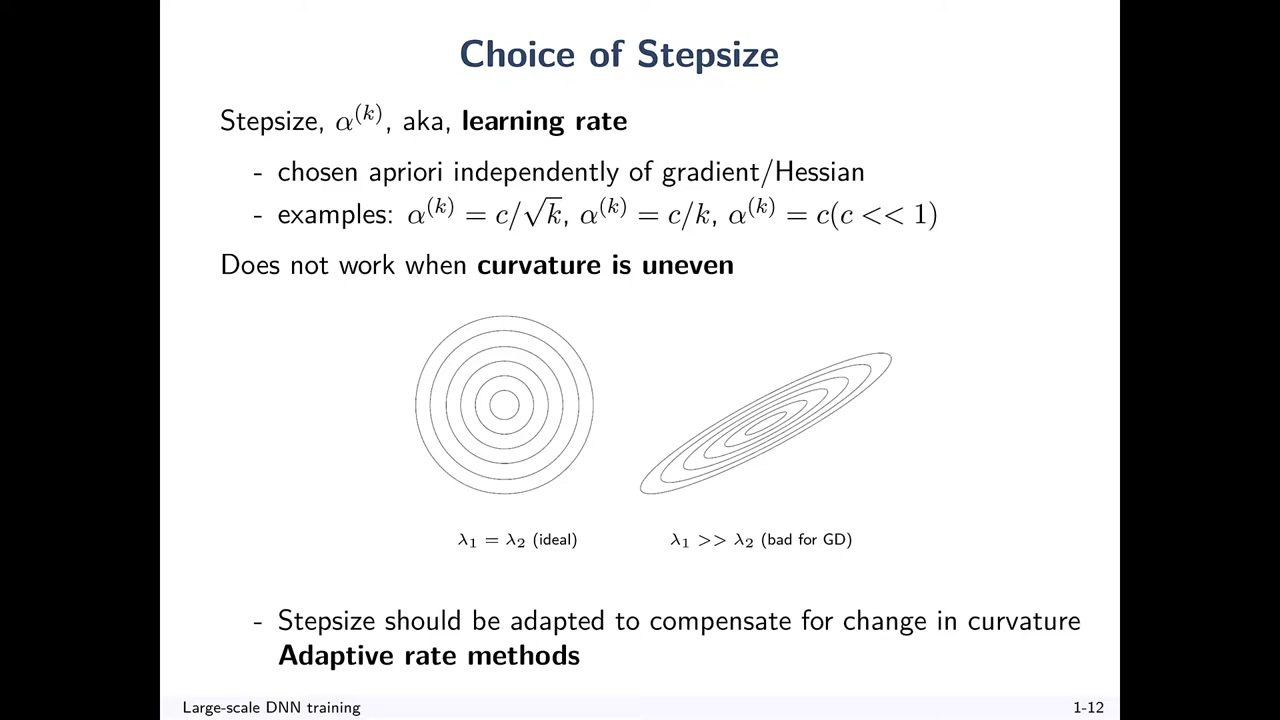 Choice of Stepsize
Stepsize, α^(k), aka, learning rate
- chosen apriori independently of gradient/Hessian
- examples: α^(k) = c/√k, α^(k) = c/k, α^(k) = c(c << 1)
Does not work when curvature is uneven
λ₁ = λ₂ (ideal)
λ₁ >> λ₂ (bad for GD)
- Stepsize should be adapted to compensate for change in curvature
Adaptive rate methods
Large-scale DNN training
1-12